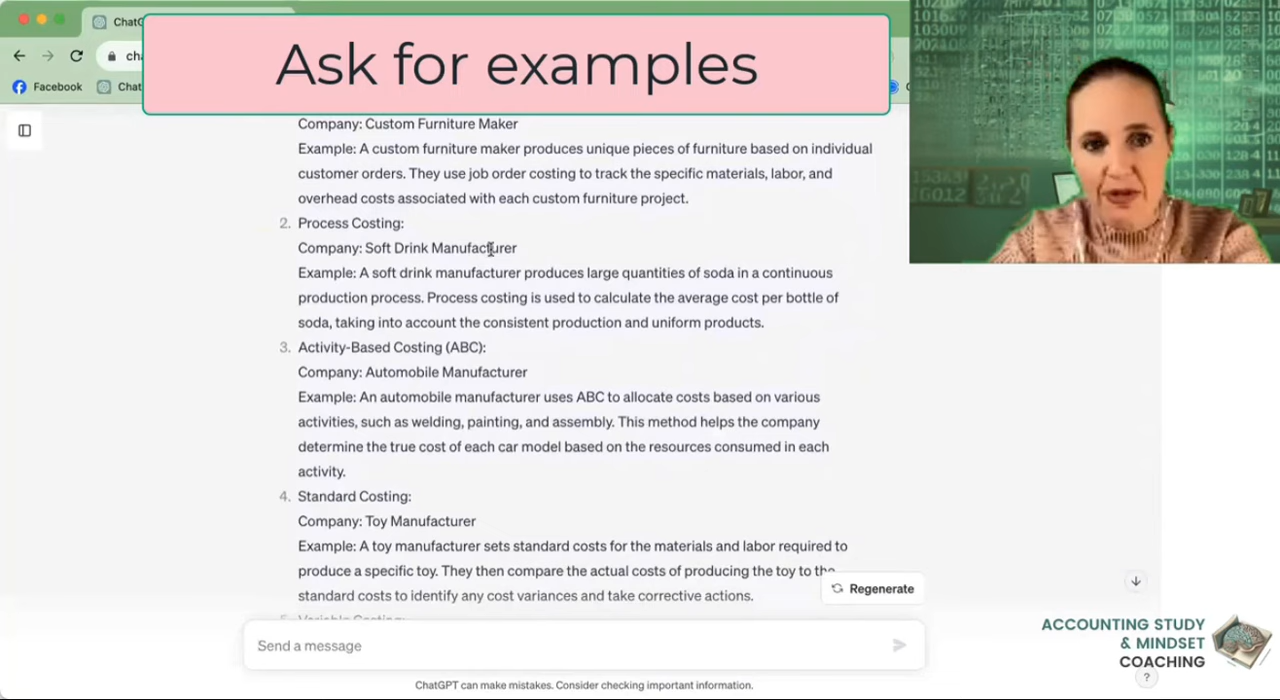 ChatG
Ask for examples
Facebook
Chat
Company: Custom Furniture Maker
Example: A custom furniture maker produces unique pieces of furniture based on individual
customer orders. They use job order costing to track the specific materials, labor, and
overhead costs associated with each custom furniture project.
2. Process Costing:
Company: Soft Drink Manufacturer
Example: A soft drink manufacturer produces large quantities of soda in a continuous
production process. Process costing is used to calculate the average cost per bottle of
soda, taking into account the consistent production and uniform products.
3. Activity-Based Costing (ABC):
Company: Automobile Manufacturer
Example: An automobile manufacturer uses ABC to allocate costs based on various
activities, such as welding, painting, and assembly. This method helps the company
determine the true cost of each car model based on the resources consumed in each
activity.
4. Standard Costing:
Company: Toy Manufacturer
Example: A toy manufacturer sets standard costs for the materials and labor required to
produce a specific toy. They then compare the actual costs of producing the toy to the
standard costs to identify any cost variances and take corrective actions.
Regenerate
5. Variable Costing:
Send a message
ChatGPT can make mistakes. Consider checking important information.
ACCOUNTING STUDY
& MINDSET
COACHING
?